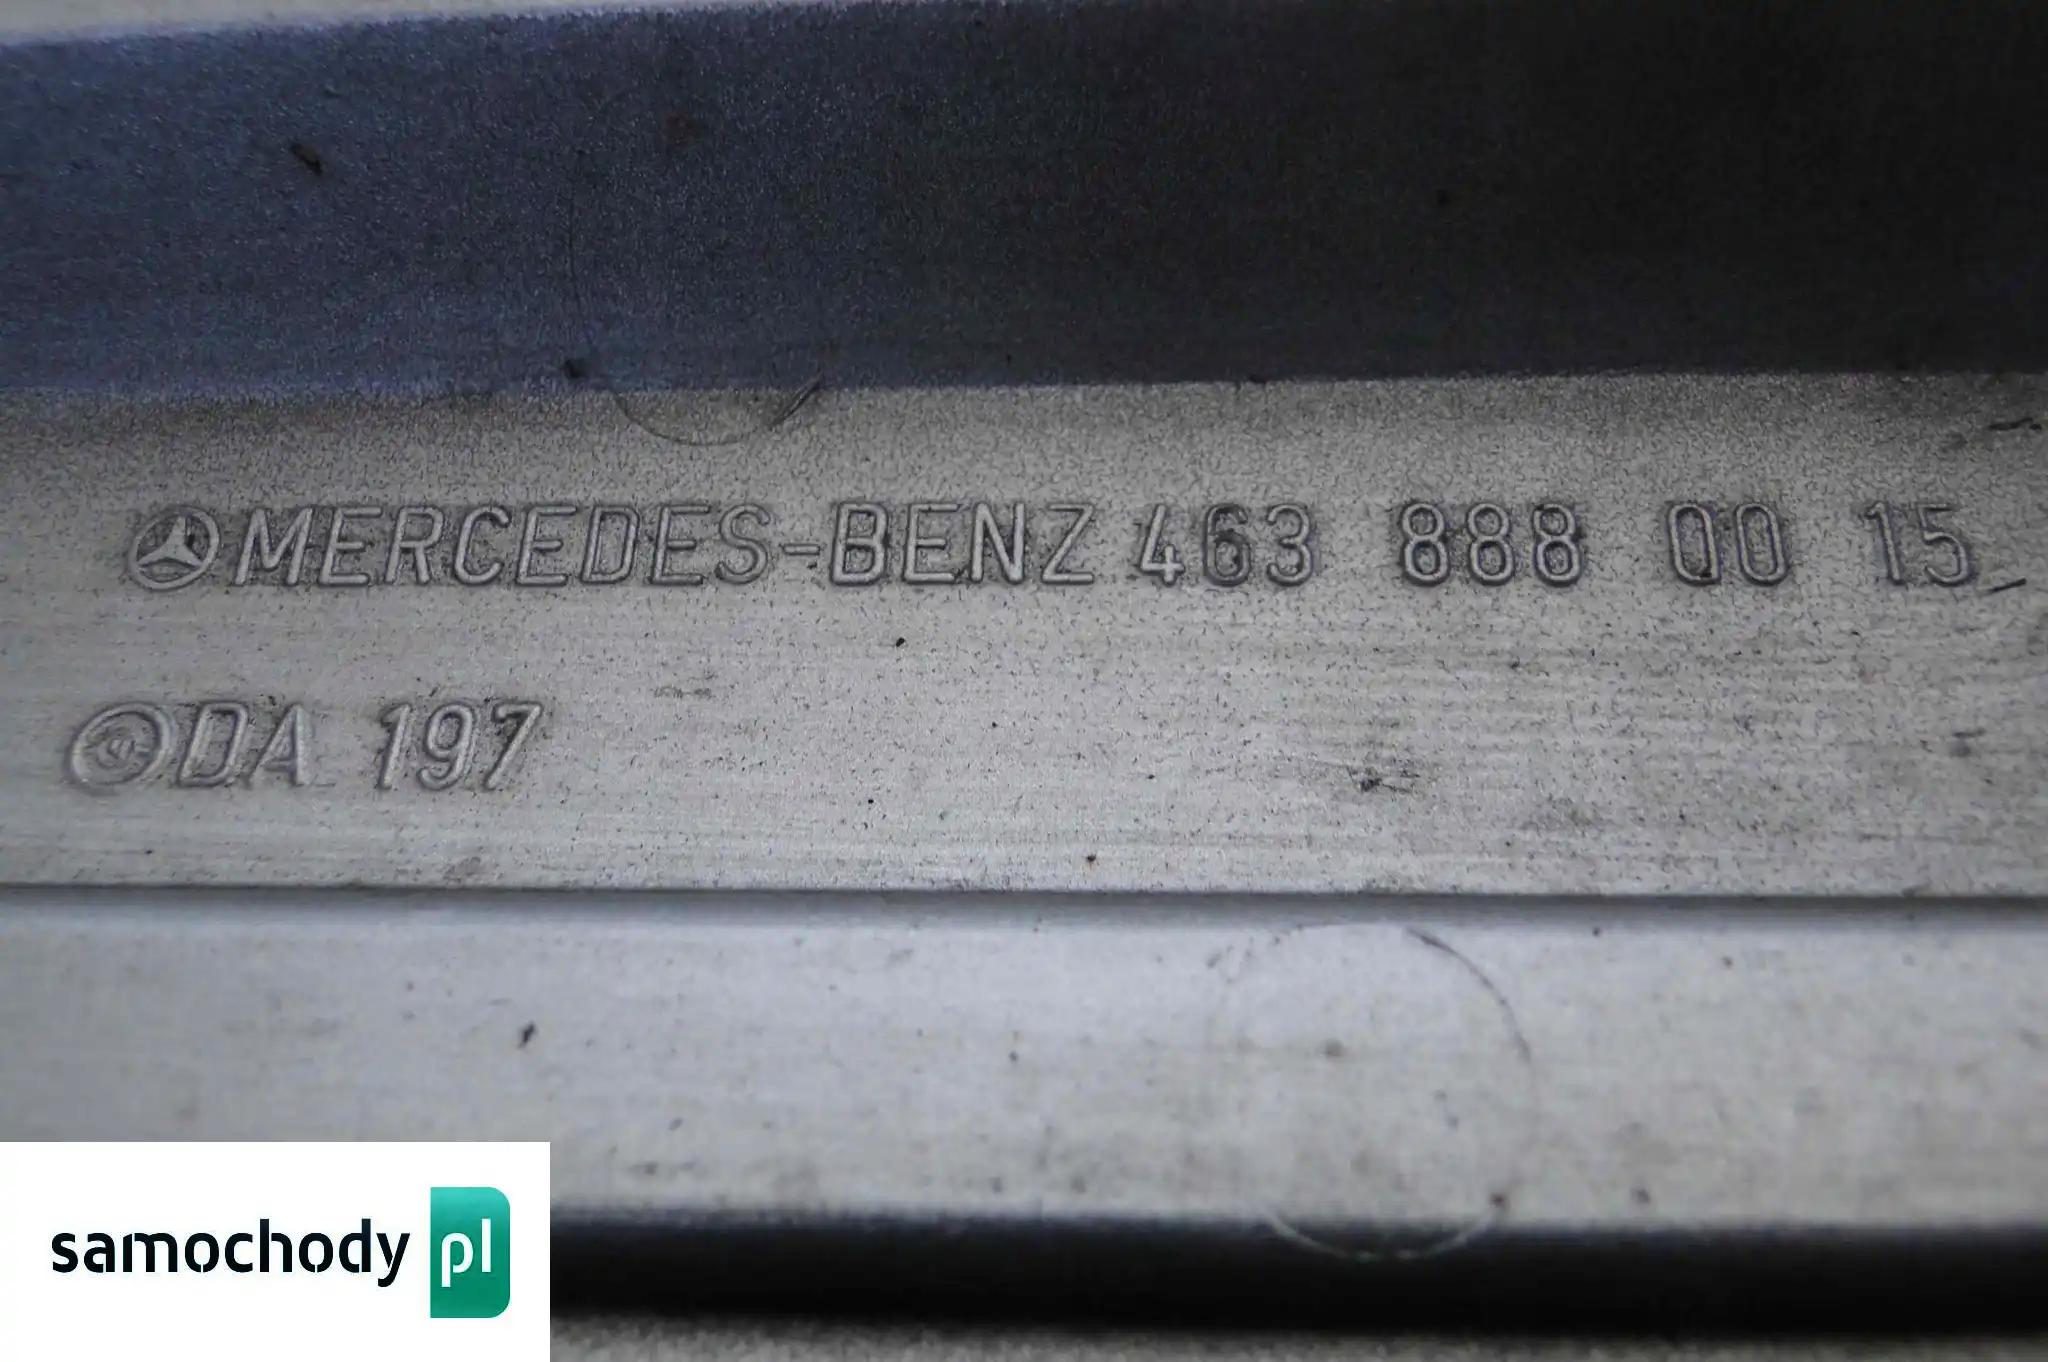 MERCEDES-BENZ 463 888 00 15
DA 197
samochody pl